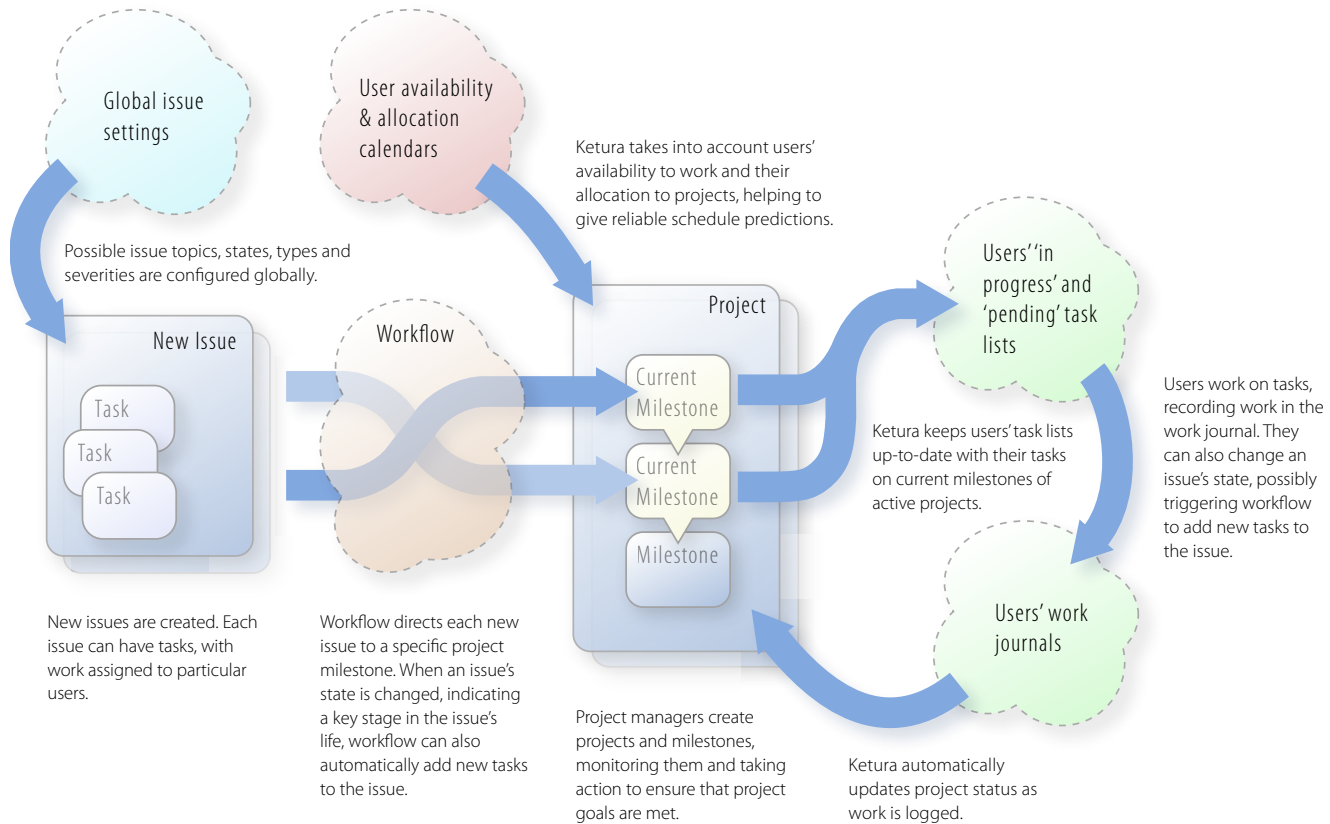 Global issue
settings
User availability
& allocation
calendars
Ketura takes into account users’
availability to work and their
allocation to projects, helping to
give reliable schedule predictions.
Possible issue topics, states, types and
severities are configured globally.
Users’ ‘in
progress’ and
‘pending’ task
lists
New Issue
Task
Task
Task
Workflow
Project
Current
Milestone
Current
Milestone
Milestone
Ketura keeps users’ task lists
up-to-date with their tasks
on current milestones of
active projects.
Users work on tasks,
recording work in the
work journal. They
can also change an
issue’s state, possibly
triggering workflow
to add new tasks to
the issue.
Users’ work
journals
New issues are created. Each
issue can have tasks, with
work assigned to particular
users.
Workflow directs each new
issue to a specific project
milestone. When an issue’s
state is changed, indicating
a key stage in the issue’s
life, workflow can also
automatically add new tasks
to the issue.
Project managers create
projects and milestones,
monitoring them and taking
action to ensure that project
goals are met.
Ketura automatically
updates project status as
work is logged.